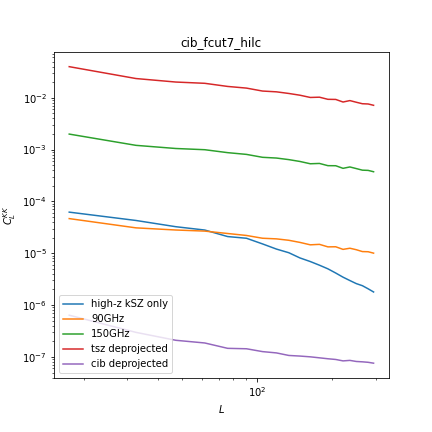 cib_fcut7_hilc
10⁻²
10⁻³
10⁻⁴
10⁻⁵
10⁻⁶
10⁻⁷
C_L^{KK}
high-z kSZ only
90GHz
150GHz
tsz deprojected
cib deprojected
10²
L